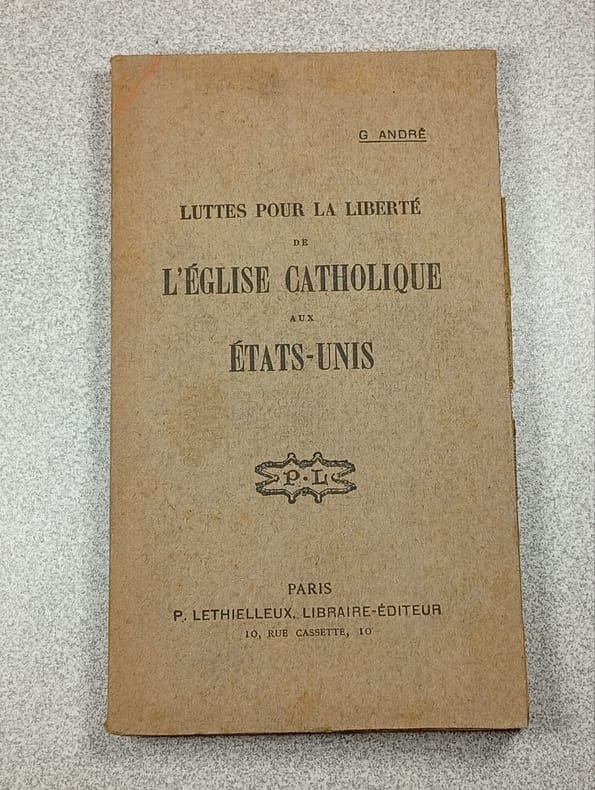 G ANDRÉ
LUTTES POUR LA LIBERTÉ
DE
L'ÉGLISE CATHOLIQUE
AUX
ÉTATS-UNIS
P·L
PARIS
P. LETHIELLEUX, LIBRAIRE-ÉDITEUR
10, RUE CASSETTE, 10